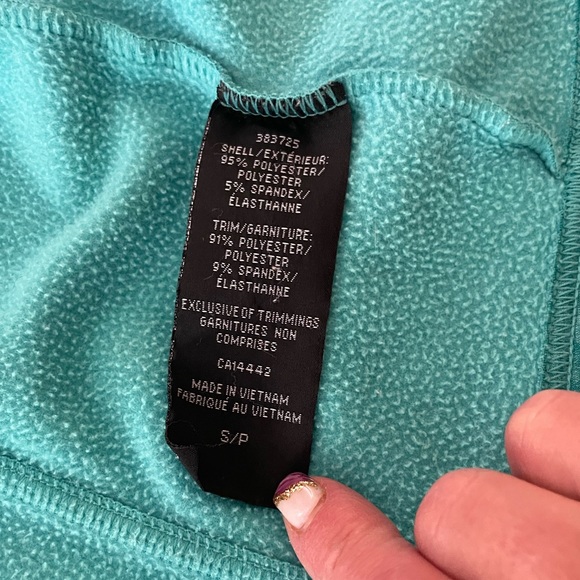 383725
SHELL/EXTÉRIEUR:
95% POLYESTER/
POLYESTER
5% SPANDEX/
ÉLASTHANNE
TRIM/GARNITURE:
91% POLYESTER/
POLYESTER
9% SPANDEX/
ÉLASTHANNE
EXCLUSIVE OF TRIMMINGS
GARNITURES NON
COMPRISES
CA14442
MADE IN VIETNAM
FABRIQUÉ AU VIETNAM
S/P